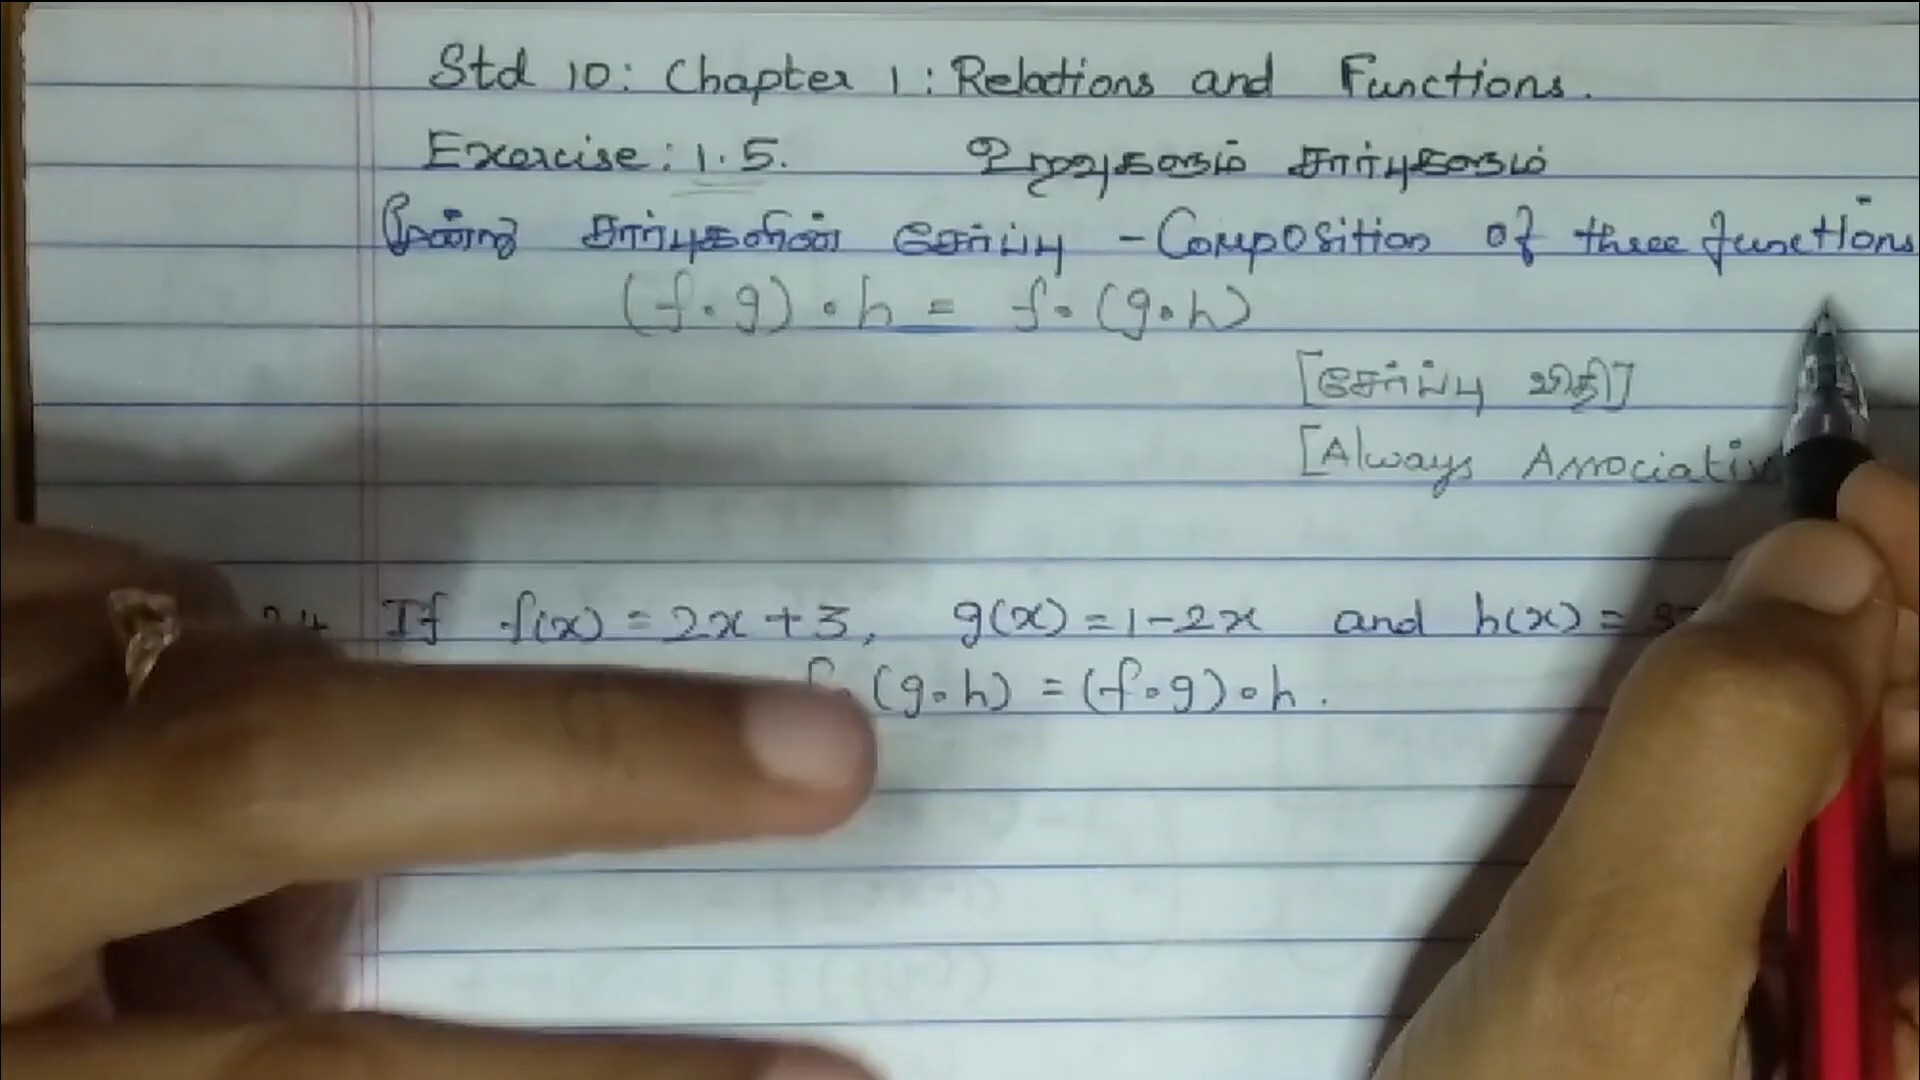 Std 10: Chapter 1: Relations and Functions.
Exercise: 1.5. உறவுகளும் சார்புகளும்
மூன்று சார்புகளின் சேர்ப்பு - Composition of three functions
(f∘g)∘h = f∘(g∘h)
[சேர்ப்பு விதி]
[Always Associativ
If f(x) = 2x+3, g(x) = 1-2x and h(x) = 3
(g∘h) = (f∘g)∘h.